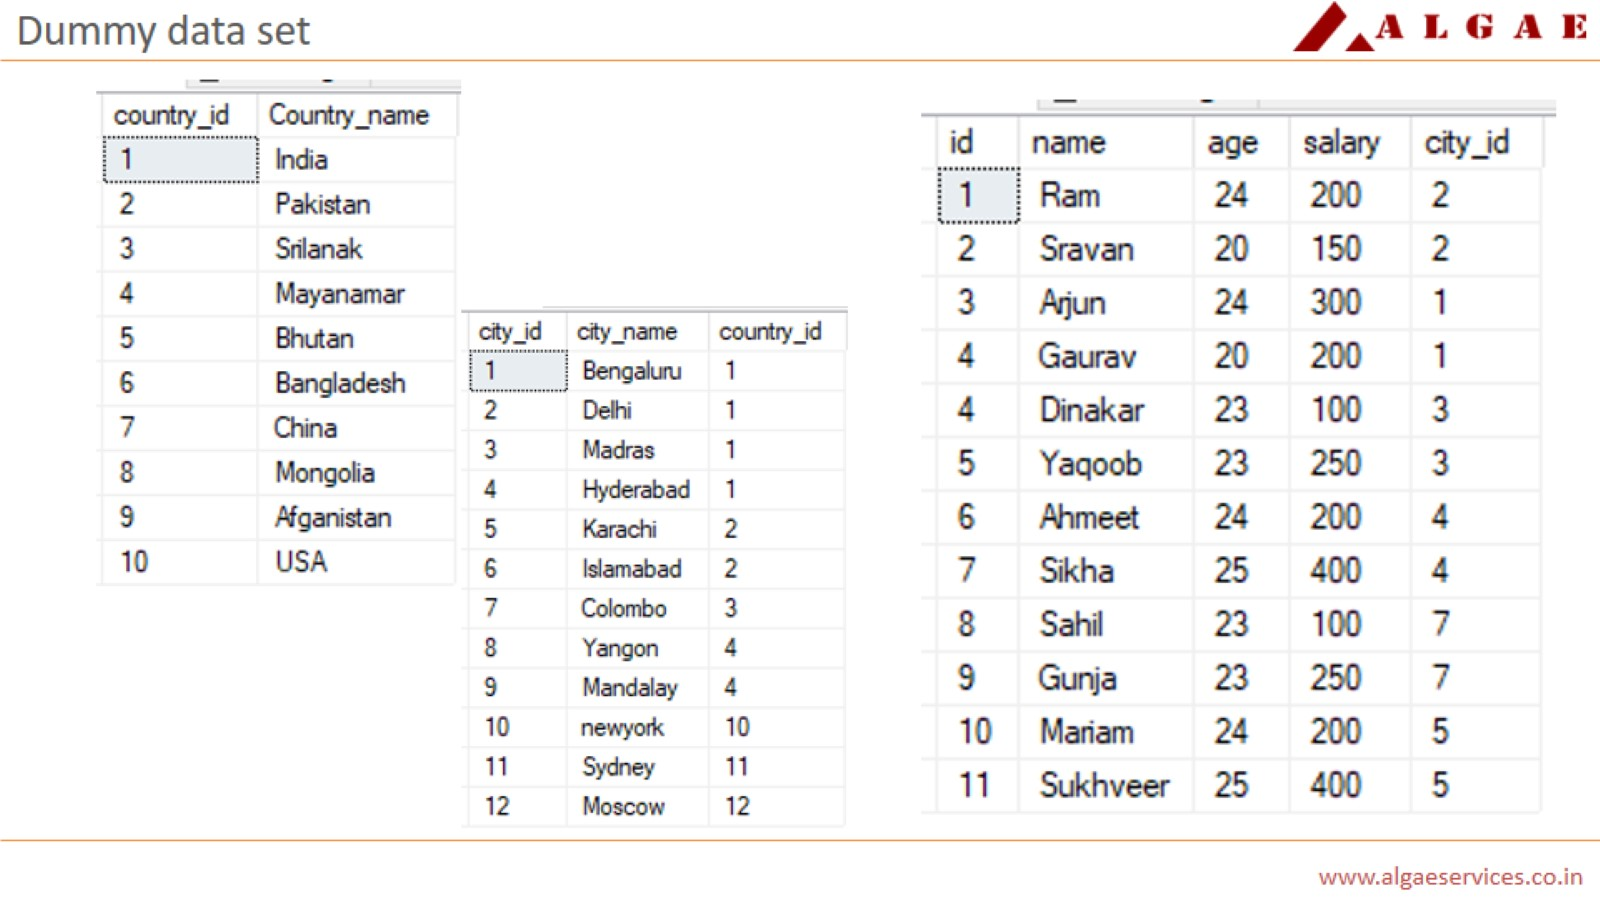 Dummy data set
ALGAE
country_id Country_name
1 India
2 Pakistan
3 Srilanak
4 Mayanamar
5 Bhutan
6 Bangladesh
7 China
8 Mongolia
9 Afganistan
10 USA
city_id city_name country_id
1 Bengaluru 1
2 Delhi 1
3 Madras 1
4 Hyderabad 1
5 Karachi 2
6 Islamabad 2
7 Colombo 3
8 Yangon 4
9 Mandalay 4
10 newyork 10
11 Sydney 11
12 Moscow 12
id name age salary city_id
1 Ram 24 200 2
2 Sravan 20 150 2
3 Arjun 24 300 1
4 Gaurav 20 200 1
4 Dinakar 23 100 3
5 Yaqoob 23 250 3
6 Ahmeet 24 200 4
7 Sikha 25 400 4
8 Sahil 23 100 7
9 Gunja 23 250 7
10 Mariam 24 200 5
11 Sukhveer 25 400 5
www.algaeservices.co.in